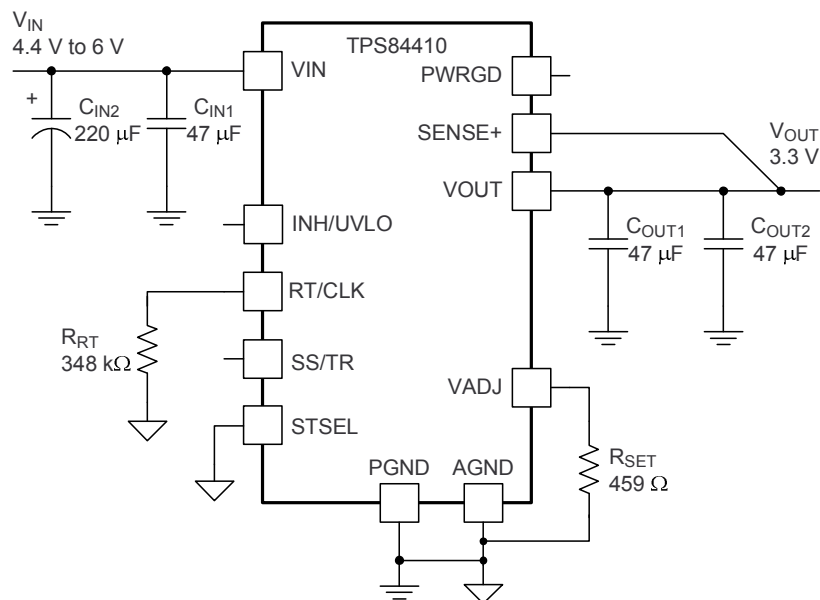 V_IN
4.4 V to 6 V
TPS84410
VIN
PWRGD
+
C_IN2
220 μF
C_IN1
47 μF
SENSE+
V_OUT
3.3 V
VOUT
INH/UVLO
C_OUT1
47 μF
C_OUT2
47 μF
RT/CLK
R_RT
348 kΩ
SS/TR
VADJ
STSEL
PGND
AGND
R_SET
459 Ω